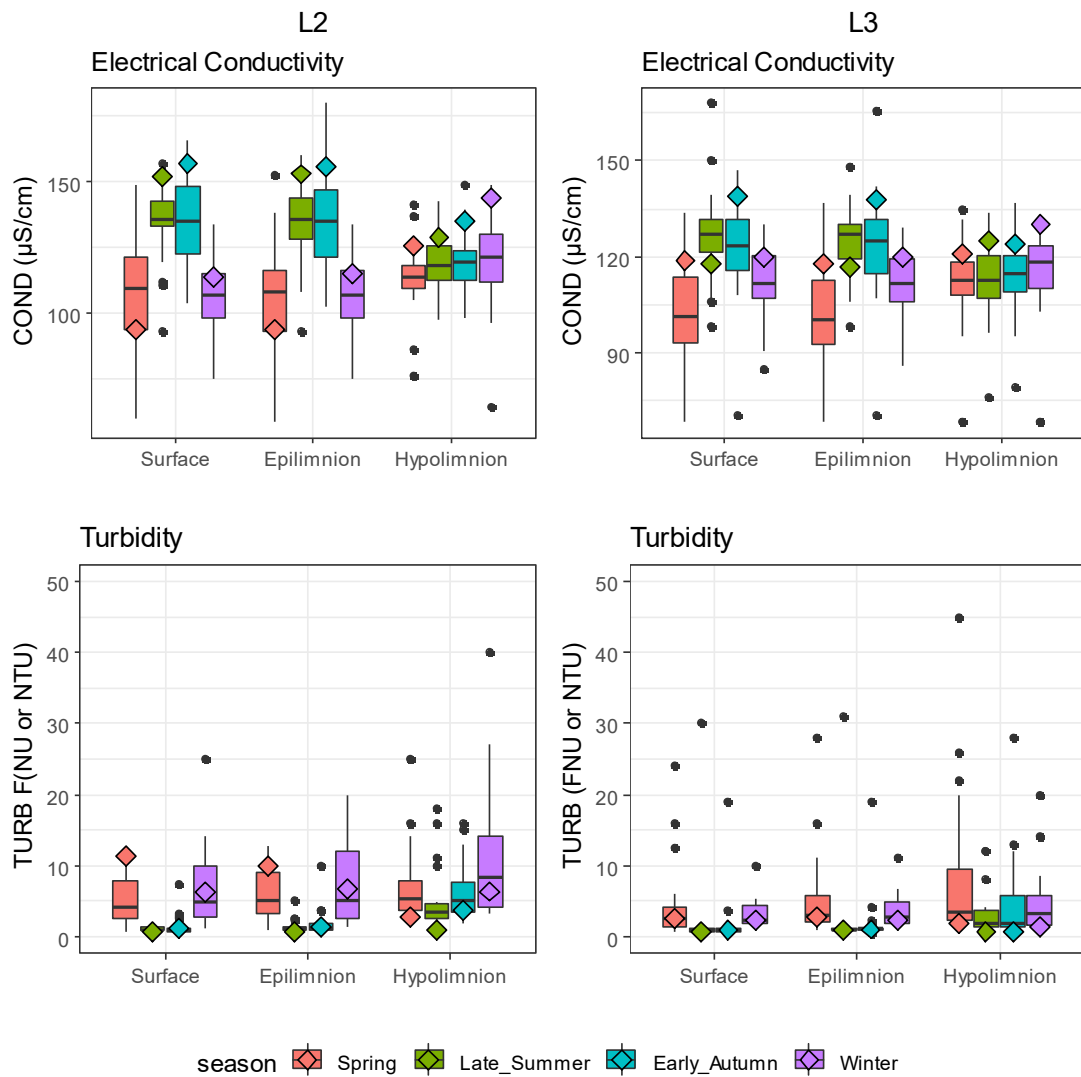 L2
L3
Electrical Conductivity
Electrical Conductivity
COND (µS/cm)
150
100
Surface
Epilimnion
Hypolimnion
COND (µS/cm)
150
120
90
Surface
Epilimnion
Hypolimnion
Turbidity
Turbidity
TURB F(NU or NTU)
50
40
30
20
10
0
Surface
Epilimnion
Hypolimnion
TURB (FNU or NTU)
50
40
30
20
10
0
Surface
Epilimnion
Hypolimnion
season Spring Late_Summer Early_Autumn Winter